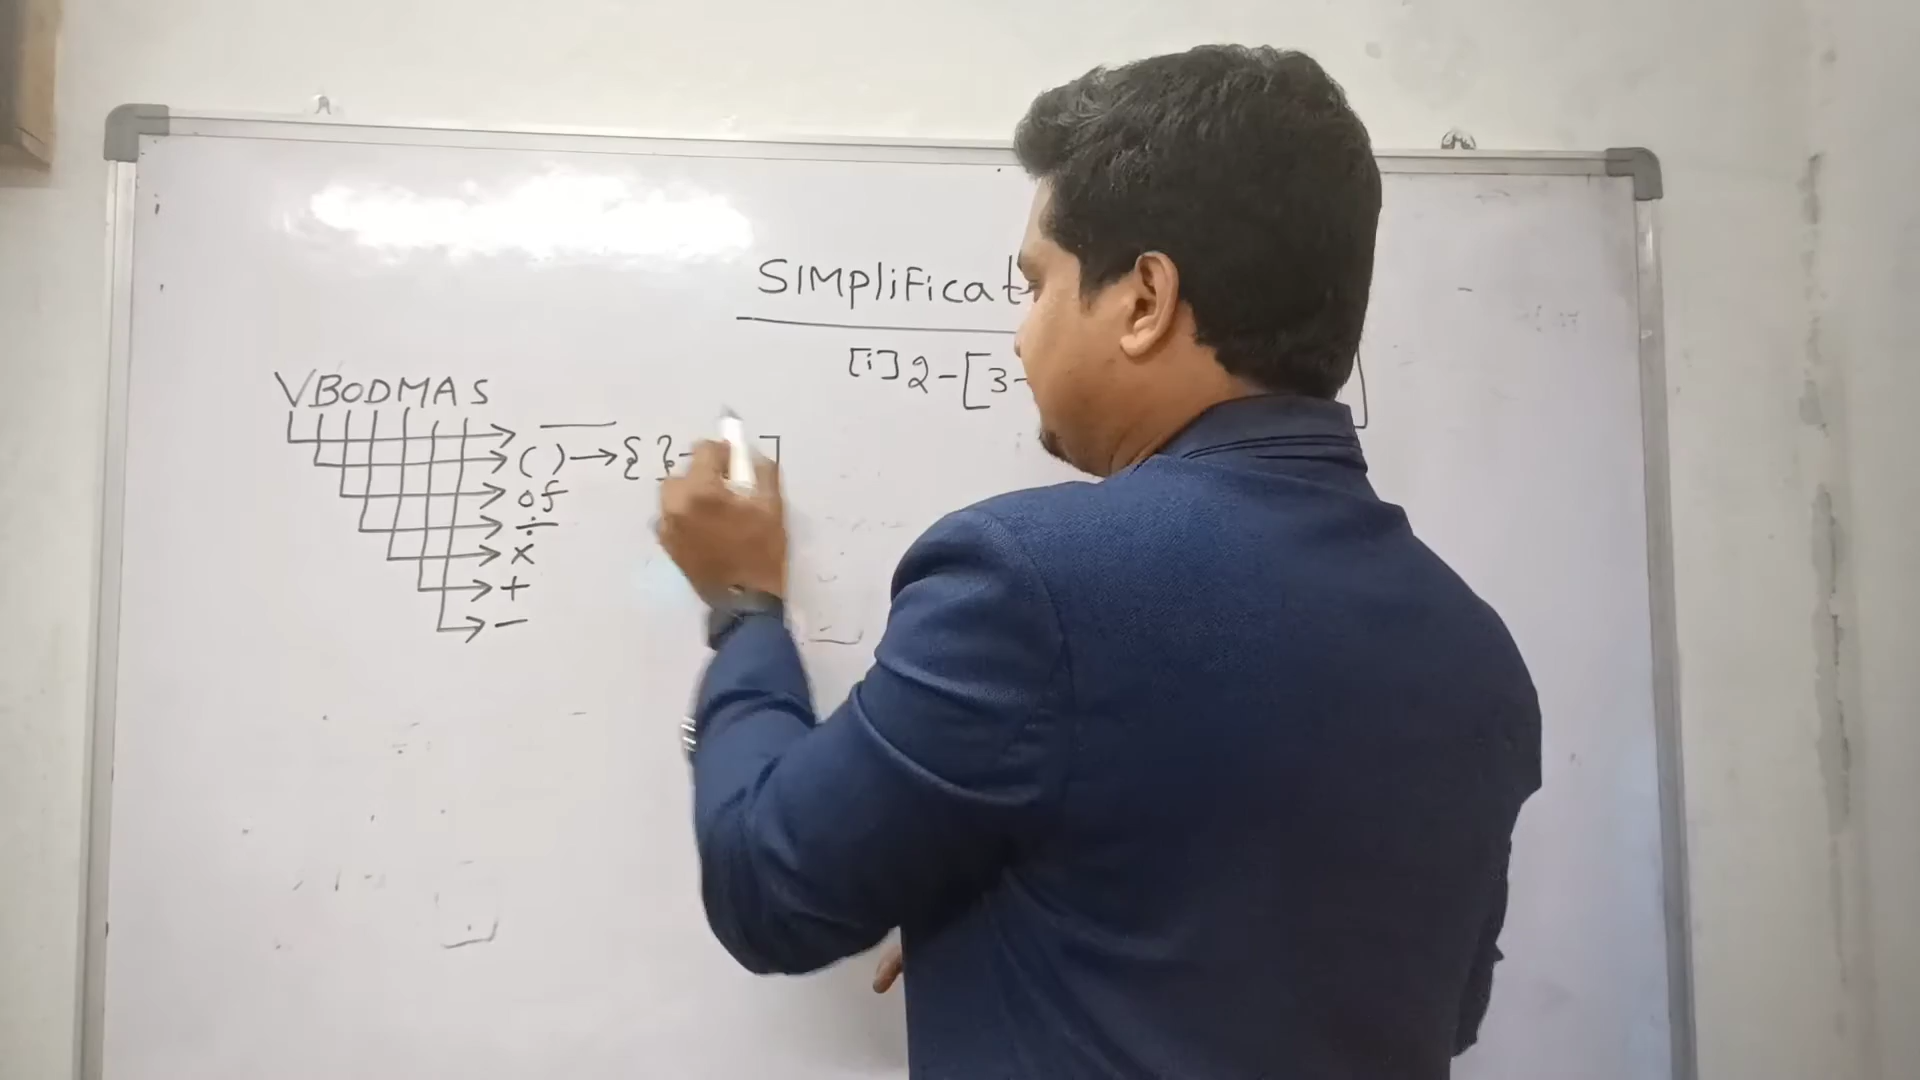 SIMPLiFicat
[i] 2-[3-
VBODMAS
( )→{ }
of
÷
×
+
−